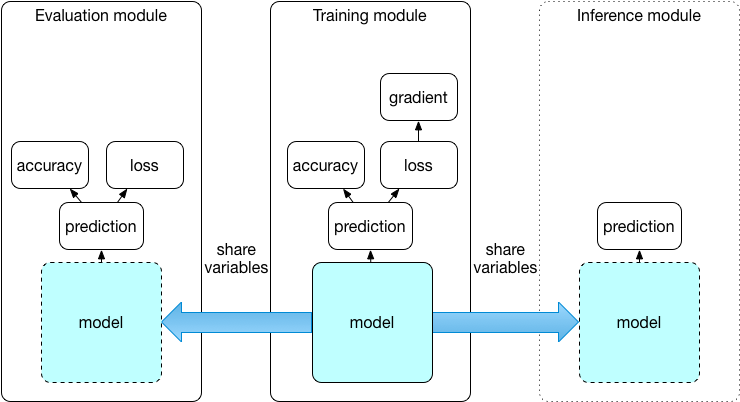 Evaluation module
Training module
Inference module
gradient
accuracy
loss
accuracy
loss
prediction
prediction
prediction
share
variables
share
variables
model
model
model